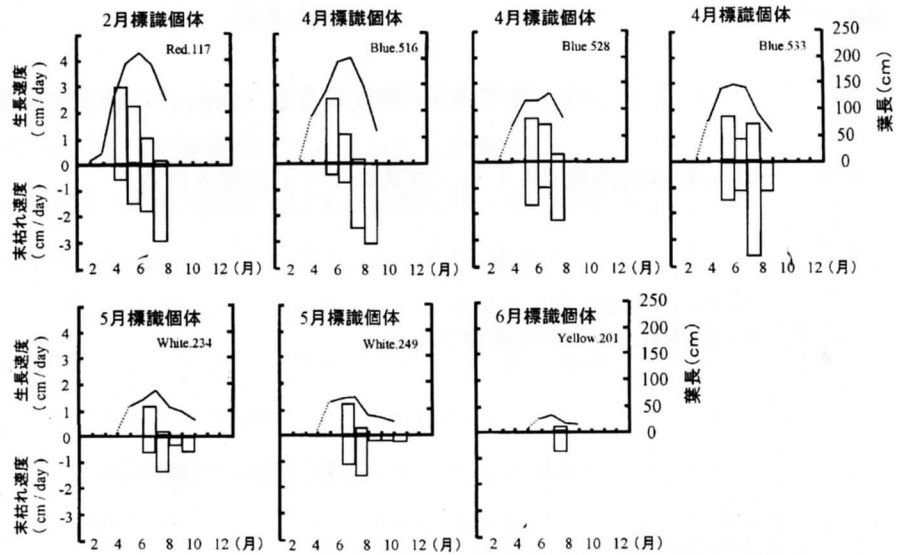 2月標識個体 4月標識個体 4月標識個体 4月標識個体
Red.117 Blue.516 Blue.528 Blue.533
生長速度
( cm / day )
4
3
2
1
0
末枯れ速度
( cm / day )
-1
-2
-3
250
200
150
100
50
0
葉長(cm)
2 4 6 8 10 12 (月) 2 4 6 8 10 12 (月) 2 4 6 8 10 12 (月) 2 4 6 8 10 12 (月)
5月標識個体 5月標識個体 6月標識個体
White.234 White.249 Yellow.201
生長速度
( cm / day )
4
3
2
1
0
末枯れ速度
( cm / day )
-1
-2
-3
250
200
150
100
50
0
葉長(cm)
2 4 6 8 10 12 (月) 2 4 6 8 10 12 (月) 2 4 6 8 10 12 (月)